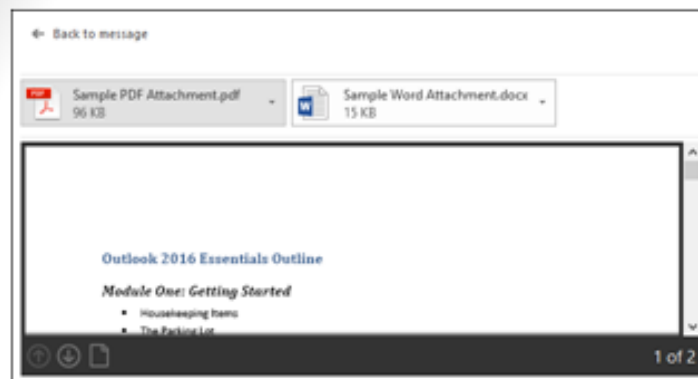 Back to message
PDF
Sample PDF Attachment.pdf
96 KB
W
Sample Word Attachment.docx
15 KB
Outlook 2016 Essentials Outline
Module One: Getting Started
Housekeeping Items
The Parking Lot
1 of 2